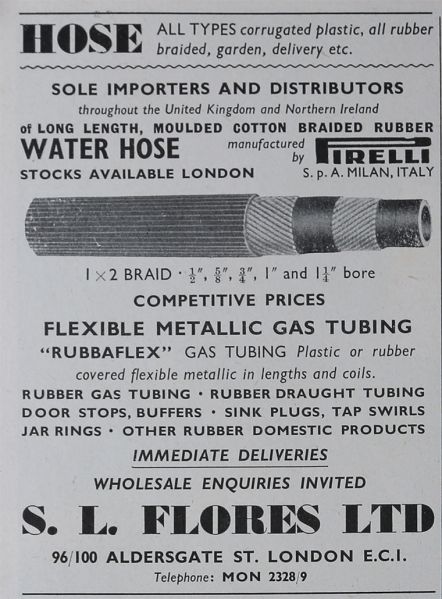 HOSE ALL TYPES corrugated plastic, all rubber
braided, garden, delivery etc.
SOLE IMPORTERS AND DISTRIBUTORS
throughout the United Kingdom and Northern Ireland
of LONG LENGTH, MOULDED COTTON BRAIDED RUBBER
WATER HOSE manufactured by PIRELLI
STOCKS AVAILABLE LONDON S.p.A. MILAN, ITALY
1×2 BRAID · ½", ⅝", ¾", 1" and 1¼" bore
COMPETITIVE PRICES
FLEXIBLE METALLIC GAS TUBING
"RUBBAFLEX" GAS TUBING Plastic or rubber
covered flexible metallic in lengths and coils.
RUBBER GAS TUBING · RUBBER DRAUGHT TUBING
DOOR STOPS, BUFFERS · SINK PLUGS, TAP SWIRLS
JAR RINGS · OTHER RUBBER DOMESTIC PRODUCTS
IMMEDIATE DELIVERIES
WHOLESALE ENQUIRIES INVITED
S. L. FLORES LTD
96/100 ALDERSGATE ST. LONDON E.C.1.
Telephone: MON 2328/9